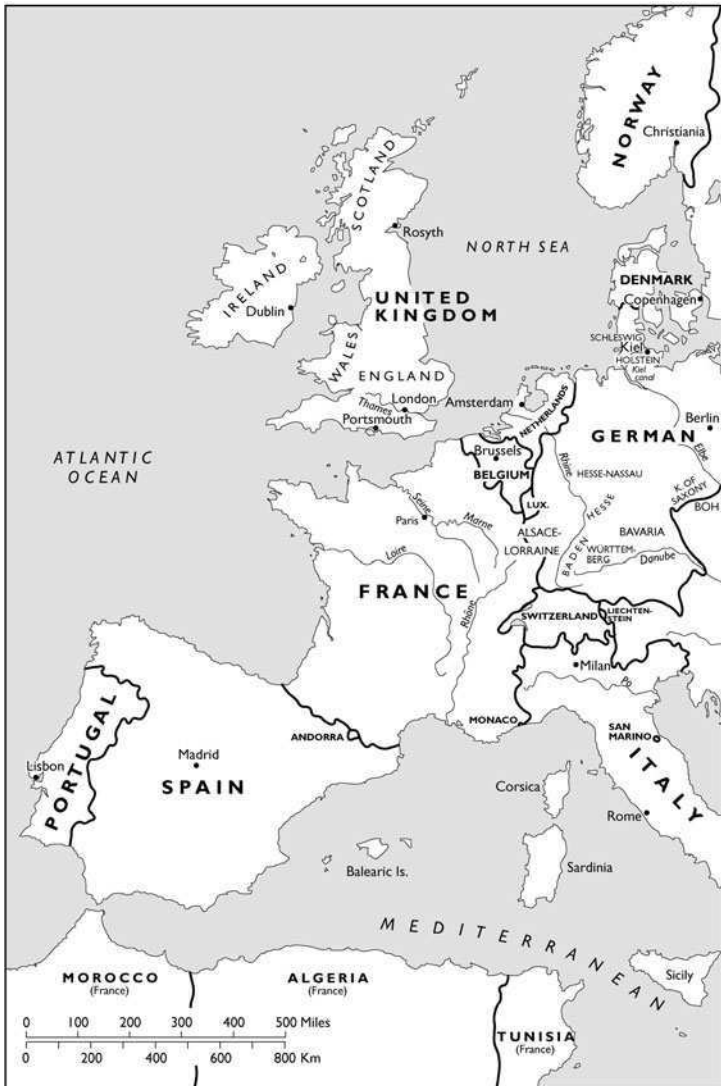 NORWAY
Christiania
SCOTLAND
Rosyth
NORTH SEA
IRELAND
Dublin
UNITED
KINGDOM
DENMARK
Copenhagen
SCHLESWIG
Kiel
HOLSTEIN
Kiel
canal
WALES
ENGLAND
London
Thames
Portsmouth
Amsterdam
NETHERLANDS
Berlin
GERMAN
Elbe
ATLANTIC
OCEAN
Brussels
BELGIUM
Rhine
HESSE-NASSAU
K. OF
SAXONY
BOH
LUX.
HESSE
Seine
Paris
Marne
ALSACE-
LORRAINE
BADEN
BAVARIA
WÜRTTEM-
BERG
Danube
Loire
FRANCE
Rhône
SWITZERLAND
LIECHTEN-
STEIN
Milan
Po
MONACO
SAN
MARINO
ITALY
ANDORRA
PORTUGAL
Lisbon
Madrid
SPAIN
Corsica
Rome
Balearic Is.
Sardinia
MEDITERRANEAN
Sicily
MOROCCO
(France)
ALGERIA
(France)
TUNISIA
(France)
0 100 200 300 400 500 Miles
0 200 400 600 800 Km